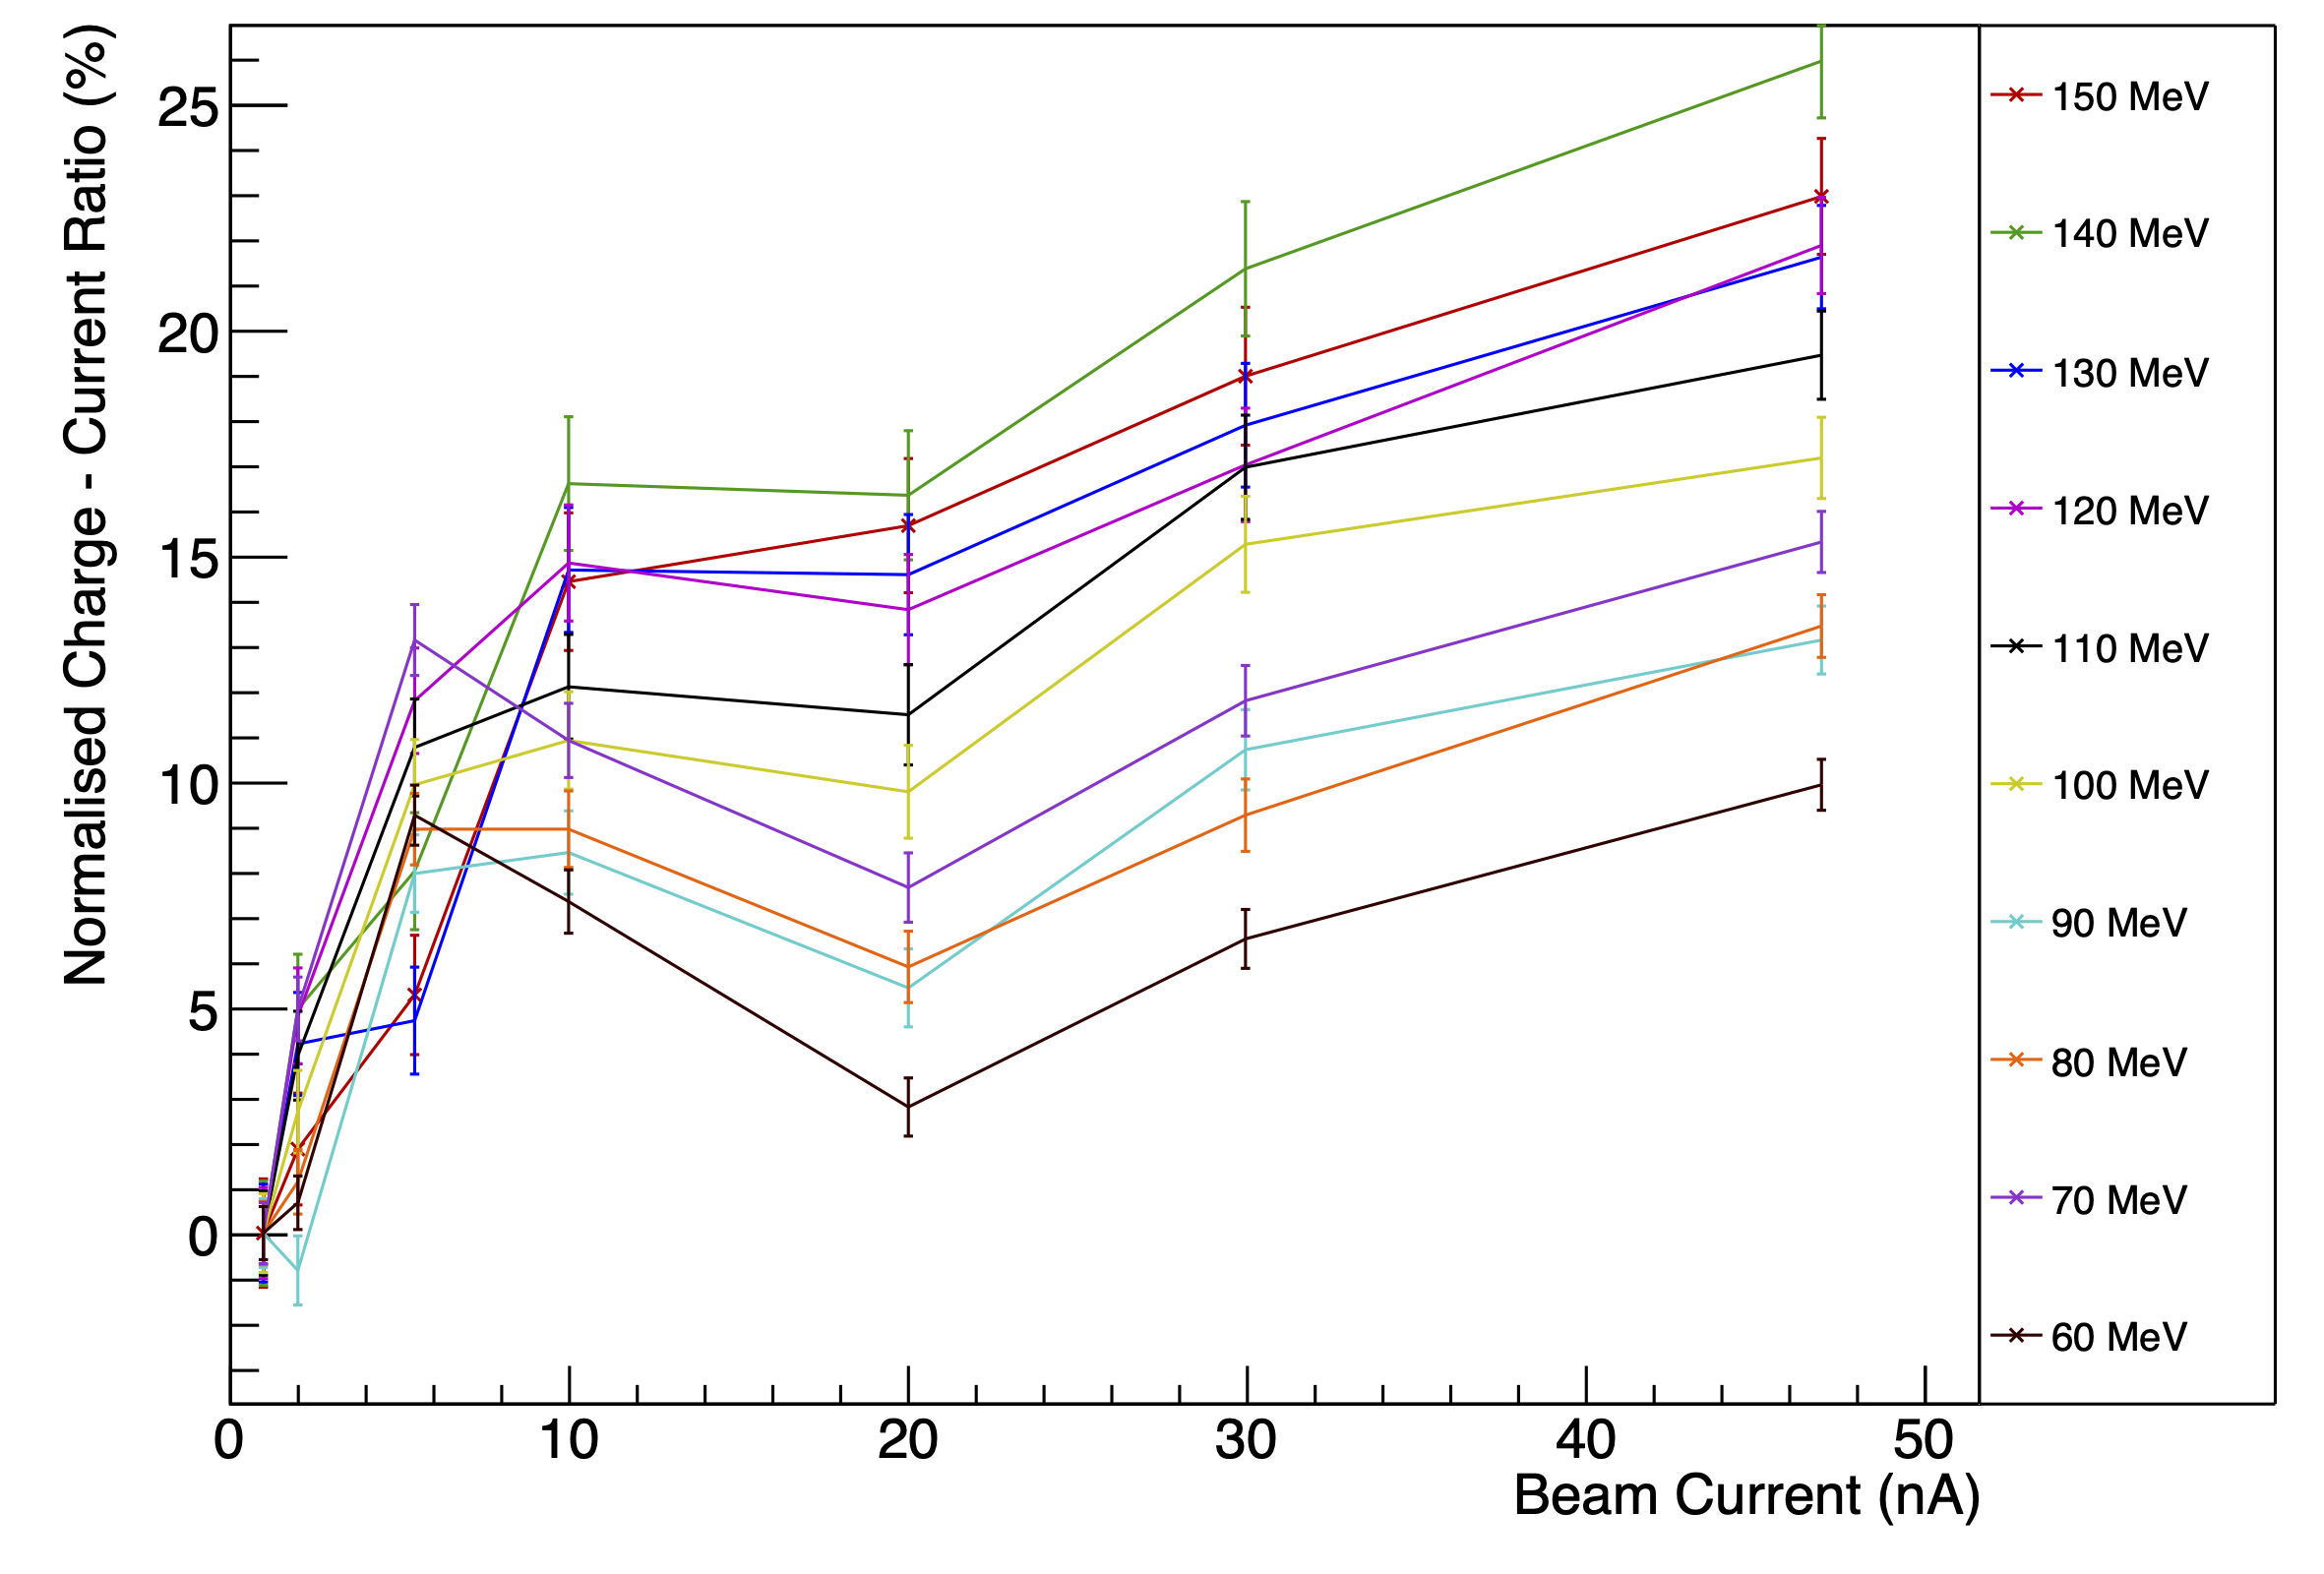 Normalised Charge - Current Ratio (%)
25
20
15
10
5
0
0 10 20 30 40 50
Beam Current (nA)
150 MeV
140 MeV
130 MeV
120 MeV
110 MeV
100 MeV
90 MeV
80 MeV
70 MeV
60 MeV